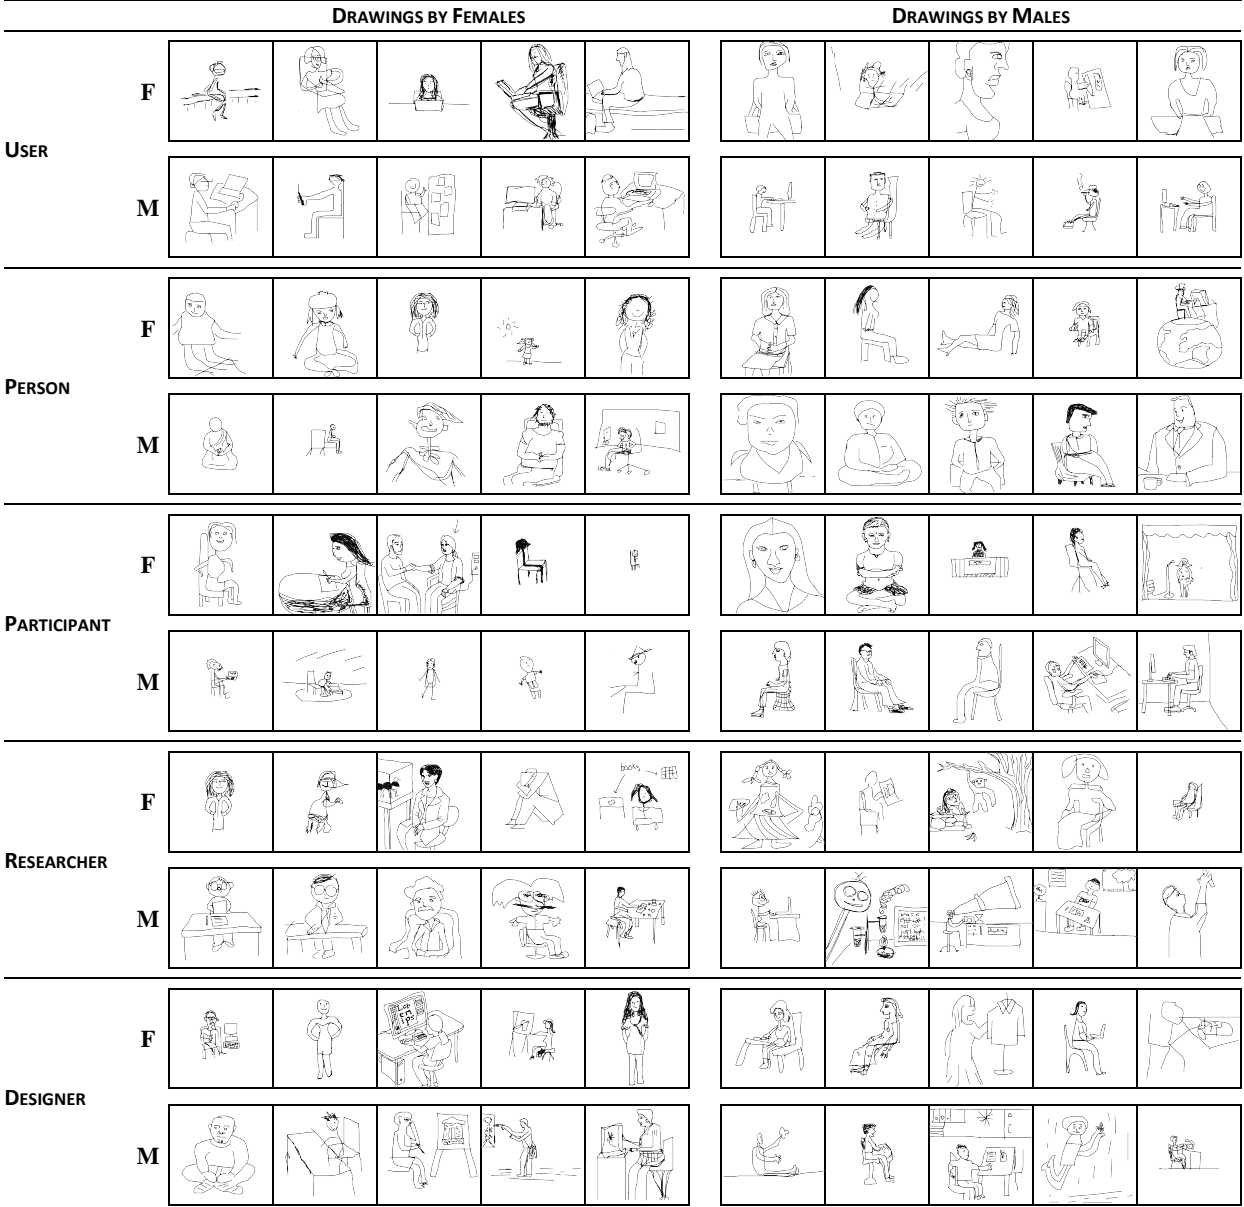 DRAWINGS BY FEMALES
DRAWINGS BY MALES
F
USER
M
F
PERSON
M
F
PARTICIPANT
M
F
books
RESEARCHER
M
F
DESIGNER
M